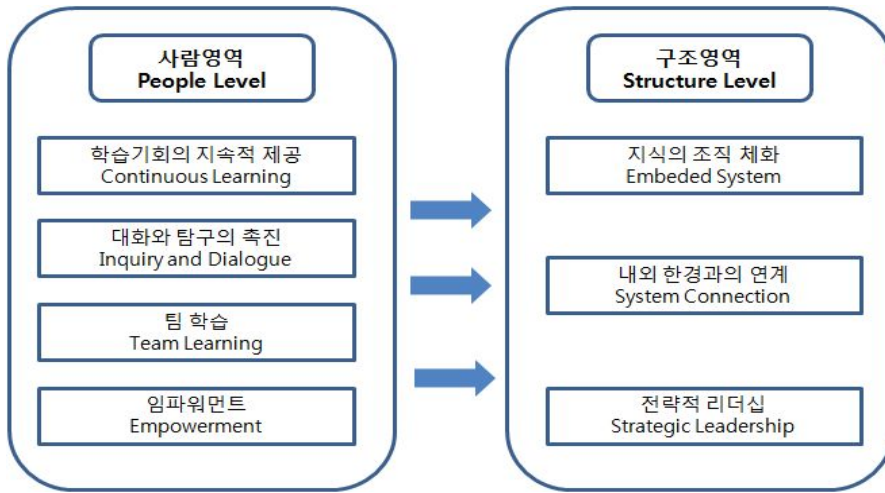 사람영역
People Level
학습기회의 지속적 제공
Continuous Learning
대화와 탐구의 촉진
Inquiry and Dialogue
팀 학습
Team Learning
임파워먼트
Empowerment
구조영역
Structure Level
지식의 조직 체화
Embeded System
내외 한경과의 연계
System Connection
전략적 리더십
Strategic Leadership